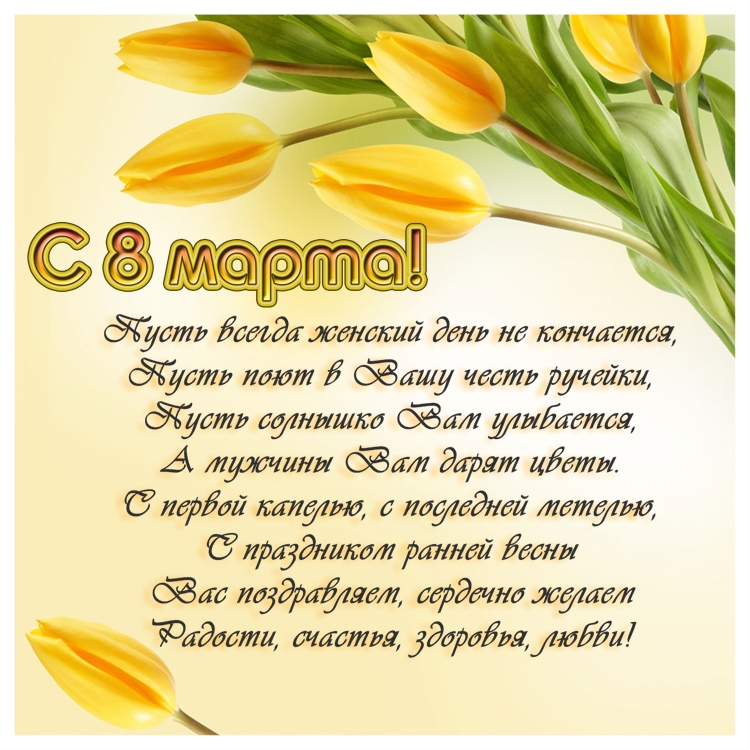 С 8 марта!
Пусть всегда женский день не кончается,
Пусть поют в Вашу честь ручейки,
Пусть солнышко Вам улыбается,
А мужчины Вам дарят цветы.
С первой капелью, с последней метелью,
С праздником ранней весны
Вас поздравляем, сердечно желаем
Радости, счастья, здоровья, любви!